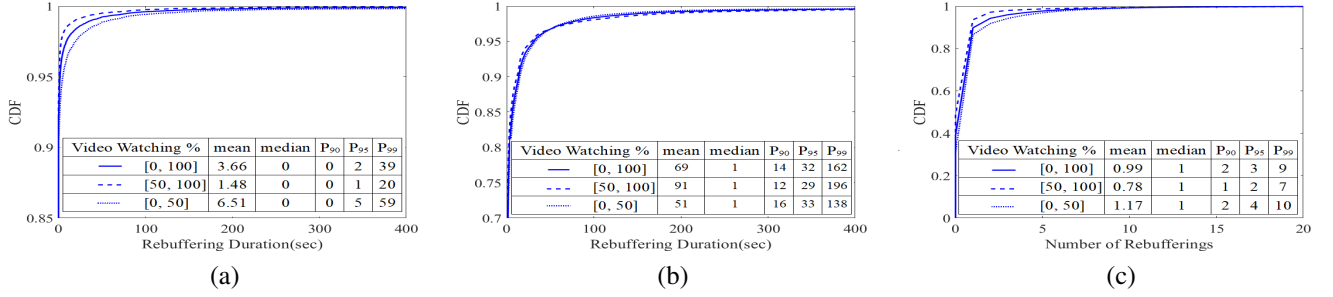 1
0.95
0.9
0.85
CDF
Video Watching % mean median P90 P95 P99
[0, 100] 3.66 0 0 2 39
[50, 100] 1.48 0 0 1 20
[0, 50] 6.51 0 0 5 59
0 100 200 300 400
Rebuffering Duration(sec)
(a)
1
0.95
0.9
0.85
0.8
0.75
0.7
CDF
Video Watching % mean median P90 P95 P99
[0, 100] 69 1 14 32 162
[50, 100] 91 1 12 29 196
[0, 50] 51 1 16 33 138
0 100 200 300 400
Rebuffering Duration(sec)
(b)
1
0.8
0.6
0.4
0.2
0
CDF
Video Watching % mean median P90 P95 P99
[0, 100] 0.99 1 2 3 9
[50, 100] 0.78 1 1 2 7
[0, 50] 1.17 1 2 4 10
0 5 10 15 20
Number of Rebufferings
(c)